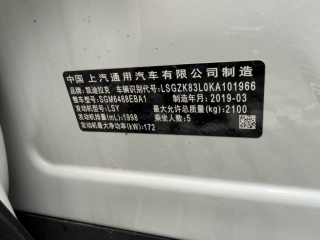 中国 上汽通用汽车有限公司制造
品牌:凯迪拉克 车辆识别代号:LSGZK83L0KA101966
整车型号:SGM6468EBA1 制造年月:2019-03
发动机型号:LSY 最大允许总质量(kg):2100
发动机排量(mL):1998 乘坐人数:5
发动机最大净功率(kW):172